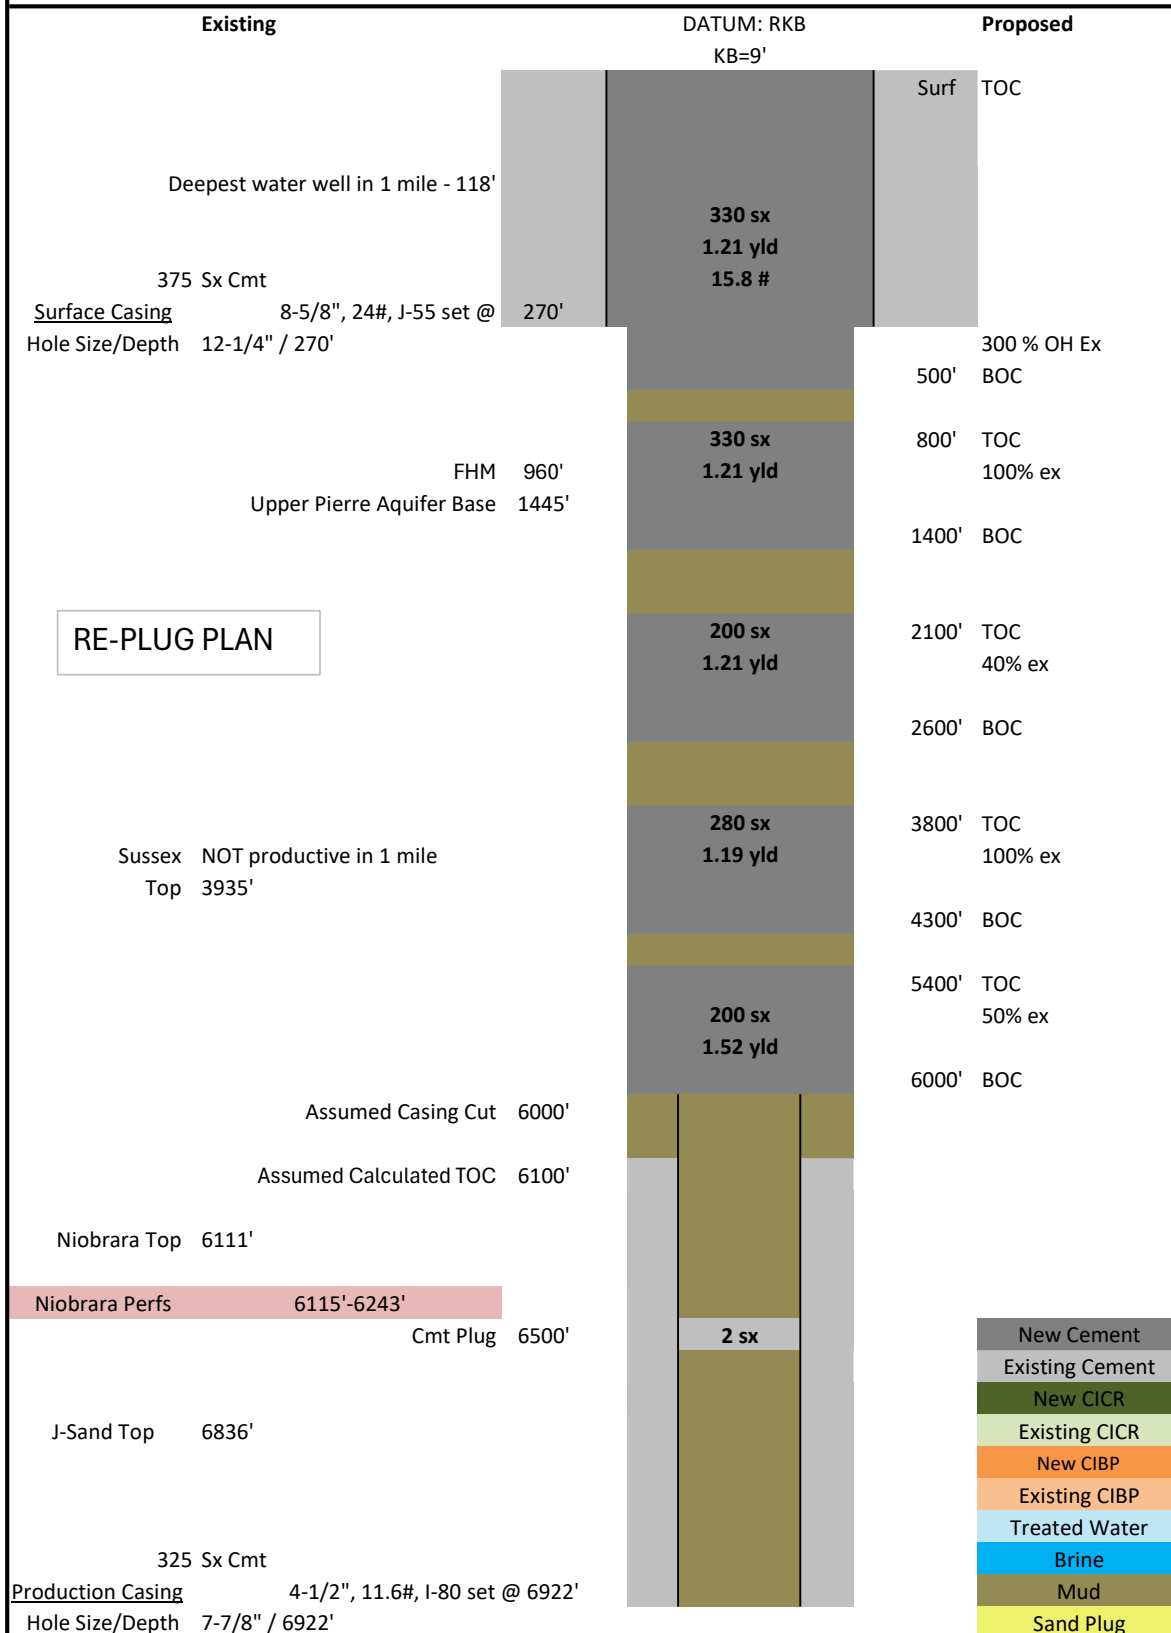 Existing DATUM: RKB Proposed
KB=9'
Surf TOC
Deepest water well in 1 mile - 118'
330 sx
1.21 yld
375 Sx Cmt 15.8 #
Surface Casing 8-5/8", 24#, J-55 set @ 270'
Hole Size/Depth 12-1/4" / 270' 300 % OH Ex
500' BOC
330 sx 800' TOC
FHM 960' 1.21 yld 100% ex
Upper Pierre Aquifer Base 1445'
1400' BOC
RE-PLUG PLAN 200 sx 2100' TOC
1.21 yld 40% ex
2600' BOC
280 sx 3800' TOC
Sussex NOT productive in 1 mile 1.19 yld 100% ex
Top 3935'
4300' BOC
5400' TOC
200 sx 50% ex
1.52 yld
6000' BOC
Assumed Casing Cut 6000'
Assumed Calculated TOC 6100'
Niobrara Top 6111'
Niobrara Perfs 6115'-6243'
Cmt Plug 6500' 2 sx New Cement
Existing Cement
New CICR
J-Sand Top 6836' Existing CICR
New CIBP
Existing CIBP
Treated Water
325 Sx Cmt Brine
Production Casing 4-1/2", 11.6#, I-80 set @ 6922' Mud
Hole Size/Depth 7-7/8" / 6922' Sand Plug